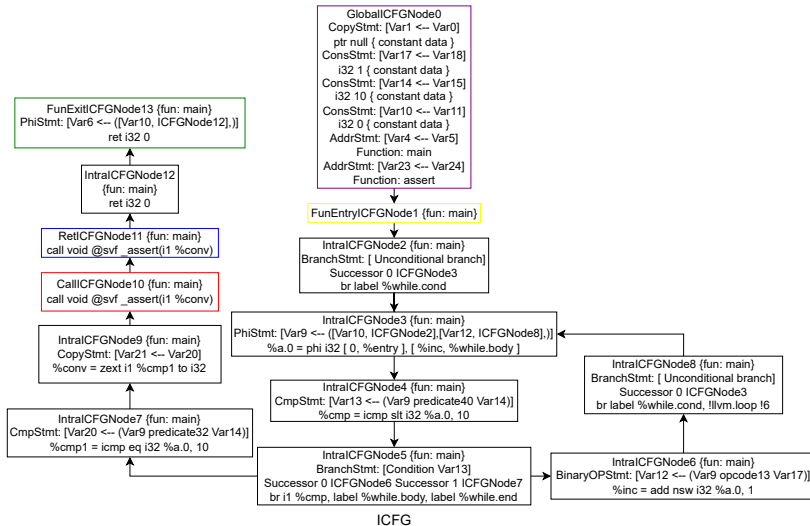 GlobalICFGNode0
CopyStmt: [Var1 <-- Var0]
ptr null { constant data }
ConsStmt: [Var17 <-- Var18]
i32 1 { constant data }
ConsStmt: [Var14 <-- Var15]
i32 10 { constant data }
ConsStmt: [Var10 <-- Var11]
i32 0 { constant data }
AddrStmt: [Var4 <-- Var5]
Function: main
AddrStmt: [Var23 <-- Var24]
Function: assert
FunEntryICFGNode1 {fun: main}
IntraICFGNode2 {fun: main}
BranchStmt: [ Unconditional branch]
Successor 0 ICFGNode3
br label %while.cond
IntraICFGNode3 {fun: main}
PhiStmt: [Var9 <-- ([Var10, ICFGNode2],[Var12, ICFGNode8],)]
%a.0 = phi i32 [ 0, %entry ], [ %inc, %while.body ]
IntraICFGNode4 {fun: main}
CmpStmt: [Var13 <-- (Var9 predicate40 Var14)]
%cmp = icmp slt i32 %a.0, 10
IntraICFGNode5 {fun: main}
BranchStmt: [Condition Var13]
Successor 0 ICFGNode6 Successor 1 ICFGNode7
br i1 %cmp, label %while.body, label %while.end
IntraICFGNode6 {fun: main}
BinaryOPStmt: [Var12 <-- (Var9 opcode13 Var17)]
%inc = add nsw i32 %a.0, 1
IntraICFGNode8 {fun: main}
BranchStmt: [ Unconditional branch]
Successor 0 ICFGNode3
br label %while.cond, !llvm.loop !6
IntraICFGNode7 {fun: main}
CmpStmt: [Var20 <-- (Var9 predicate32 Var14)]
%cmp1 = icmp eq i32 %a.0, 10
IntraICFGNode9 {fun: main}
CopyStmt: [Var21 <-- Var20]
%conv = zext i1 %cmp1 to i32
CallICFGNode10 {fun: main}
call void @svf _assert(i1 %conv)
RetICFGNode11 {fun: main}
call void @svf _assert(i1 %conv)
IntraICFGNode12
{fun: main}
ret i32 0
FunExitICFGNode13 {fun: main}
PhiStmt: [Var6 <-- ([Var10, ICFGNode12],)]
ret i32 0
ICFG